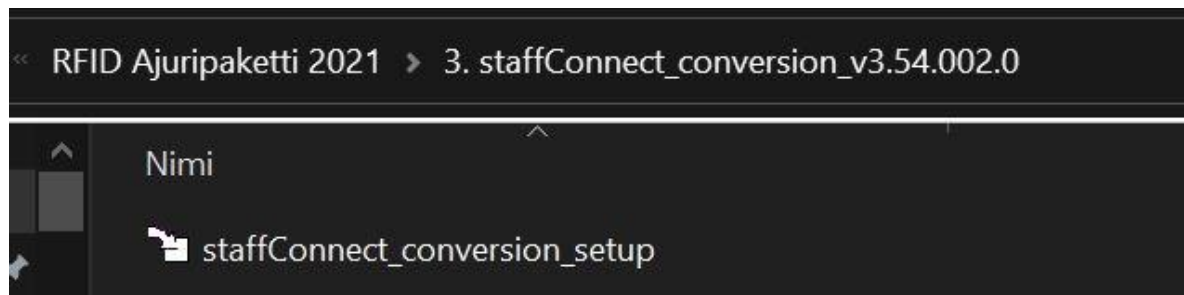 « RFID Ajuripaketti 2021 > 3. staffConnect_conversion_v3.54.002.0
Nimi
staffConnect_conversion_setup